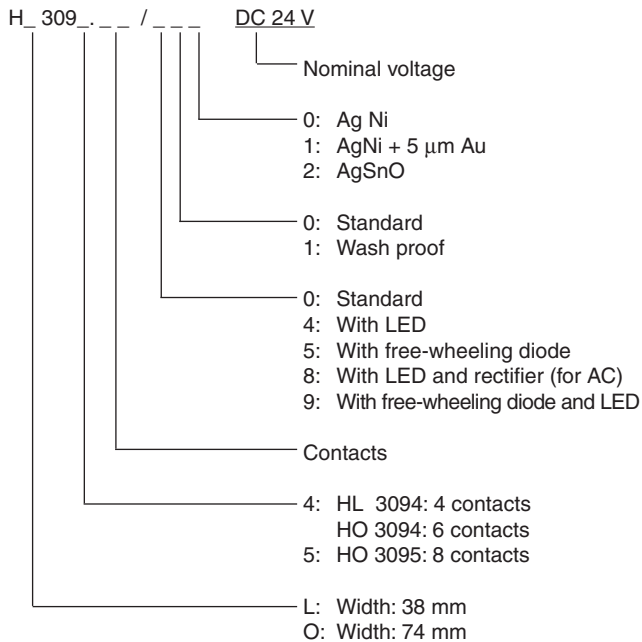 H_ 309_. _ _ / _ _ _ DC 24 V
Nominal voltage
0: Ag Ni
1: AgNi + 5 µm Au
2: AgSnO
0: Standard
1: Wash proof
0: Standard
4: With LED
5: With free-wheeling diode
8: With LED and rectifier (for AC)
9: With free-wheeling diode and LED
Contacts
4: HL 3094: 4 contacts
HO 3094: 6 contacts
5: HO 3095: 8 contacts
L: Width: 38 mm
O: Width: 74 mm